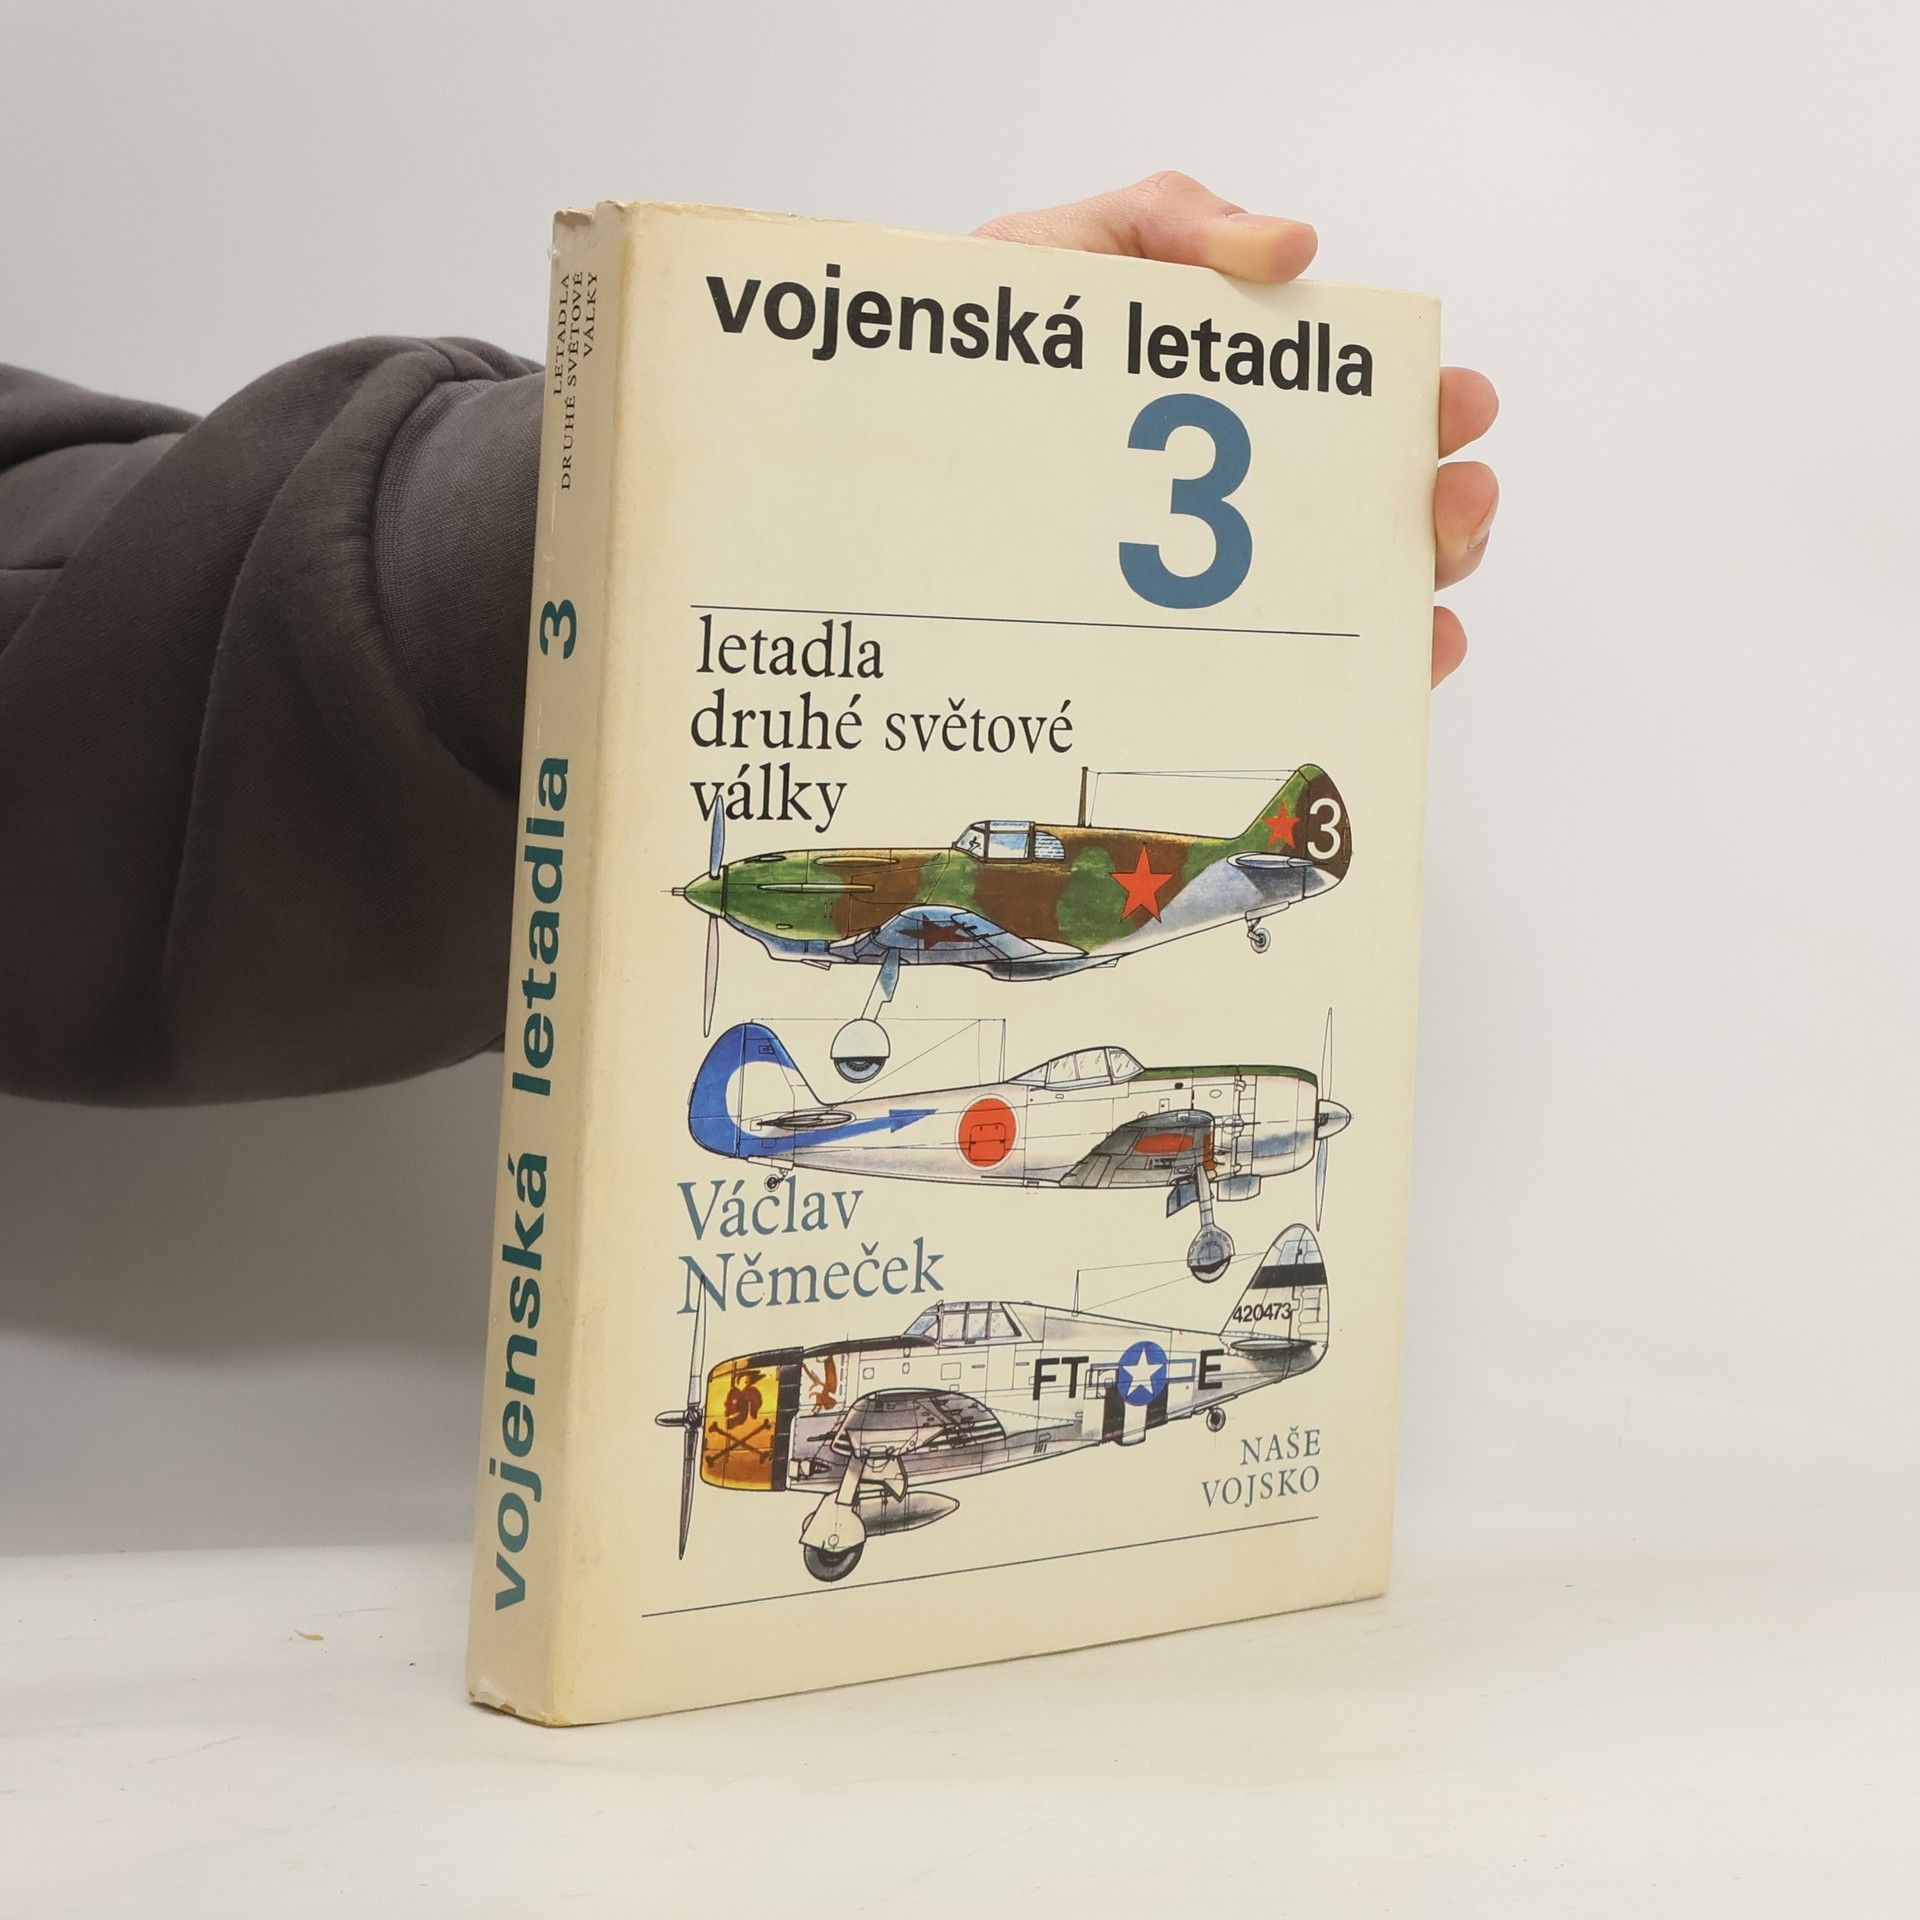 LETADLA
DRUHÉ SVĚTOVÉ
VÁLKY
vojenská letadla 3
vojenská letadla
3
letadla
druhé světové
války
3
Václav
Němeček
420473
FT E
NAŠE
VOJSKO